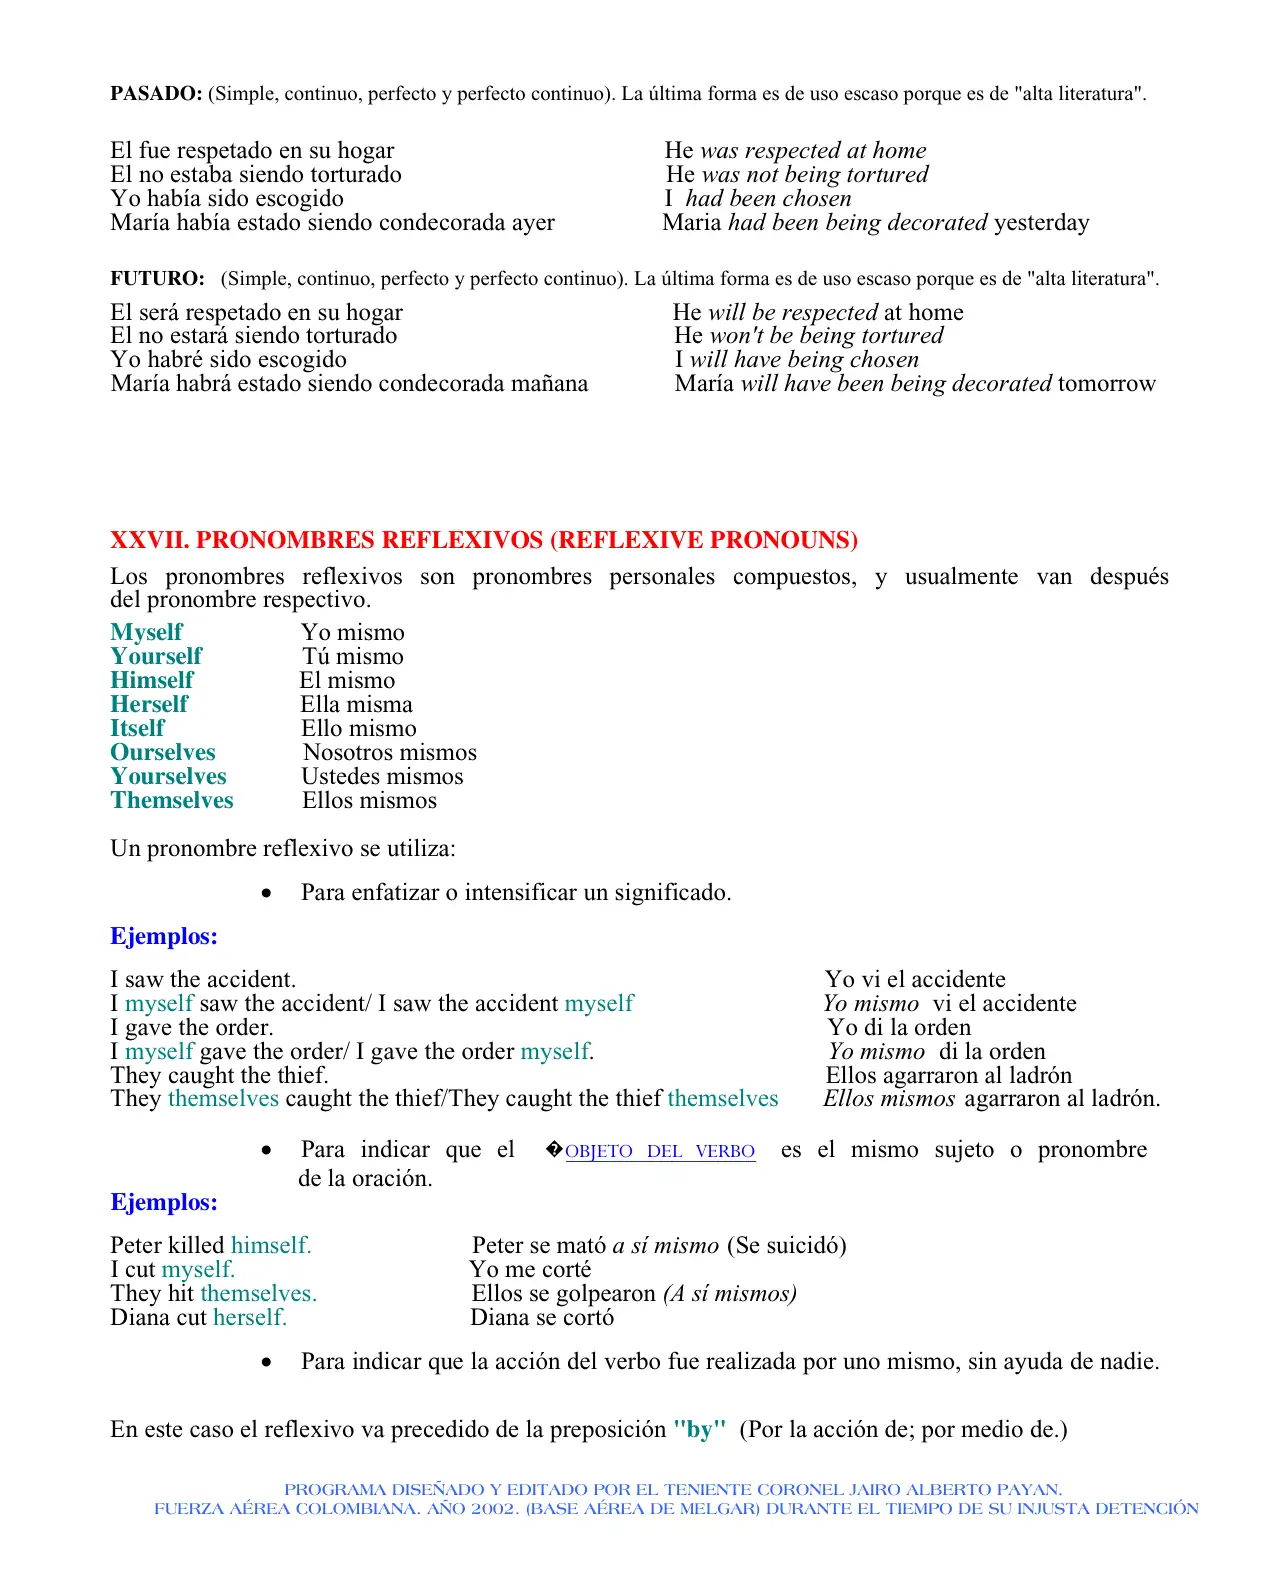 PASADO: (Simple, continuo, perfecto y perfecto continuo). La última forma es de uso escaso porque es de "alta literatura".
El fue respetado en su hogar He was respected at home
El no estaba siendo torturado He was not being tortured
Yo había sido escogido I had been chosen
María había estado siendo condecorada ayer Maria had been being decorated yesterday
FUTURO: (Simple, continuo, perfecto y perfecto continuo). La última forma es de uso escaso porque es de "alta literatura".
El será respetado en su hogar He will be respected at home
El no estará siendo torturado He won't be being tortured
Yo habré sido escogido I will have being chosen
María habrá estado siendo condecorada mañana María will have been being decorated tomorrow
XXVII. PRONOMBRES REFLEXIVOS (REFLEXIVE PRONOUNS)
Los pronombres reflexivos son pronombres personales compuestos, y usualmente van después
del pronombre respectivo.
Myself Yo mismo
Yourself Tú mismo
Himself El mismo
Herself Ella misma
Itself Ello mismo
Ourselves Nosotros mismos
Yourselves Ustedes mismos
Themselves Ellos mismos
Un pronombre reflexivo se utiliza:
• Para enfatizar o intensificar un significado.
Ejemplos:
I saw the accident. Yo vi el accidente
I myself saw the accident/ I saw the accident myself Yo mismo vi el accidente
I gave the order. Yo di la orden
I myself gave the order/ I gave the order myself. Yo mismo di la orden
They caught the thief. Ellos agarraron al ladrón
They themselves caught the thief/They caught the thief themselves Ellos mismos agarraron al ladrón.
• Para indicar que el �OBJETO DEL VERBO es el mismo sujeto o pronombre
de la oración.
Ejemplos:
Peter killed himself. Peter se mató a sí mismo (Se suicidó)
I cut myself. Yo me corté
They hit themselves. Ellos se golpearon (A sí mismos)
Diana cut herself. Diana se cortó
• Para indicar que la acción del verbo fue realizada por uno mismo, sin ayuda de nadie.
En este caso el reflexivo va precedido de la preposición "by" (Por la acción de; por medio de.)
PROGRAMA DISEÑADO Y EDITADO POR EL TENIENTE CORONEL JAIRO ALBERTO PAYAN.
FUERZA AÉREA COLOMBIANA. AÑO 2002. (BASE AÉREA DE MELGAR) DURANTE EL TIEMPO DE SU INJUSTA DETENCIÓN